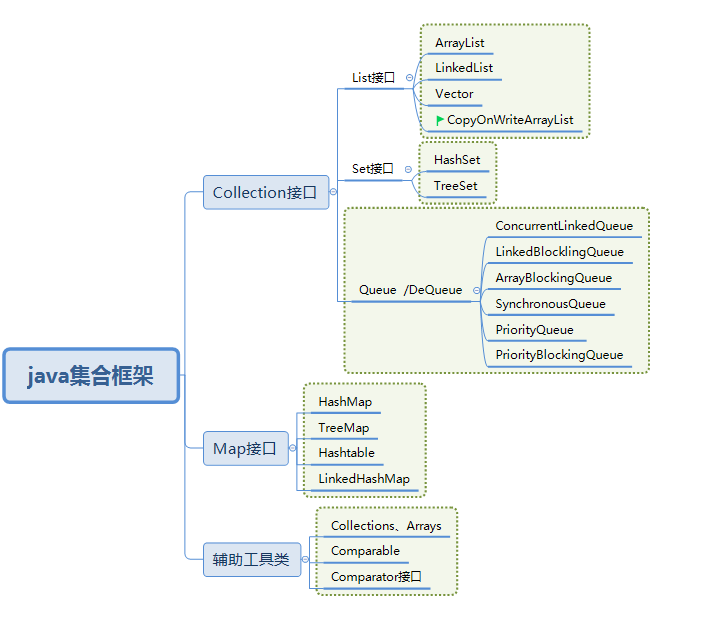 java集合框架
Collection接口
List接口
ArrayList
LinkedList
Vector
CopyOnWriteArrayList
Set接口
HashSet
TreeSet
Queue /DeQueue
ConcurrentLinkedQueue
LinkedBlocklingQueue
ArrayBlockingQueue
SynchronousQueue
PriorityQueue
PriorityBlockingQueue
Map接口
HashMap
TreeMap
Hashtable
LinkedHashMap
辅助工具类
Collections、Arrays
Comparable
Comparator接口